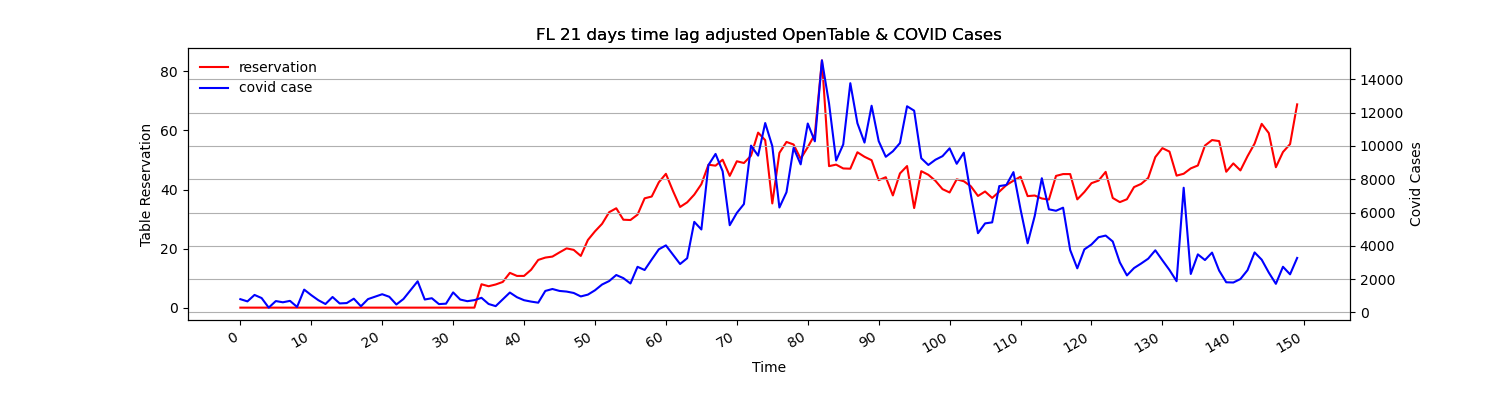 FL 21 days time lag adjusted OpenTable & COVID Cases
reservation
covid case
Table Reservation
80
60
40
20
0
14000
12000
10000
8000
6000
4000
2000
0
Covid Cases
0 10 20 30 40 50 60 70 80 90 100 110 120 130 140 150
Time